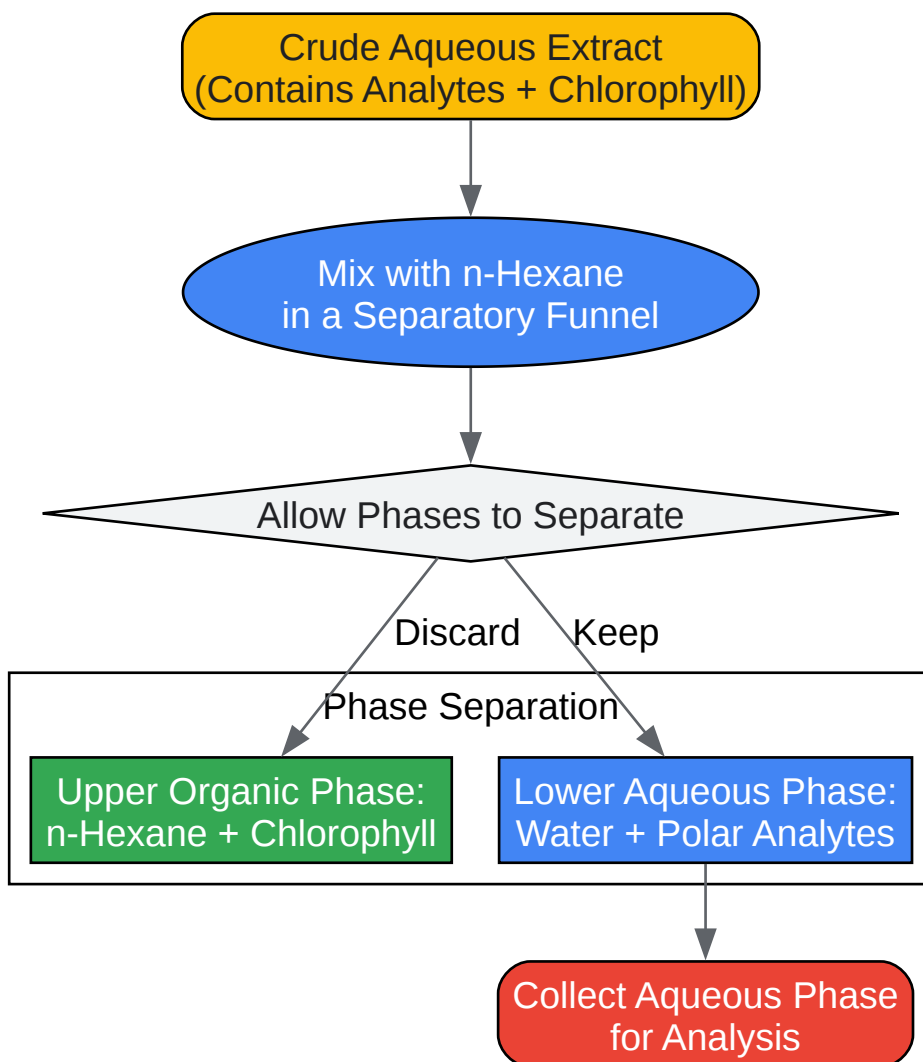 Crude Aqueous Extract
(Contains Analytes + Chlorophyll)
Mix with n-Hexane
in a Separatory Funnel
Allow Phases to Separate
Discard
Keep
Phase Separation
Upper Organic Phase:
n-Hexane + Chlorophyll
Lower Aqueous Phase:
Water + Polar Analytes
Collect Aqueous Phase
for Analysis